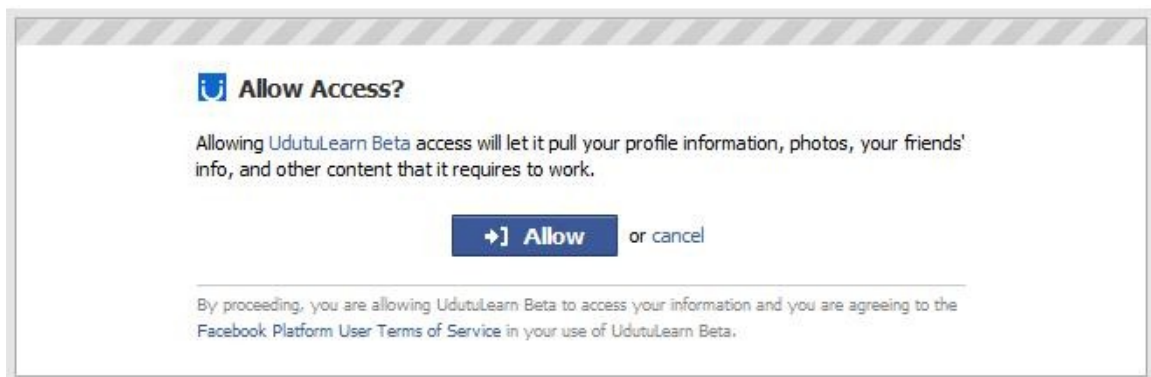 Allow Access?
Allowing UdutuLearn Beta access will let it pull your profile information, photos, your friends'
info, and other content that it requires to work.
Allow or cancel
By proceeding, you are allowing UdutuLearn Beta to access your information and you are agreeing to the
Facebook Platform User Terms of Service in your use of UdutuLearn Beta.